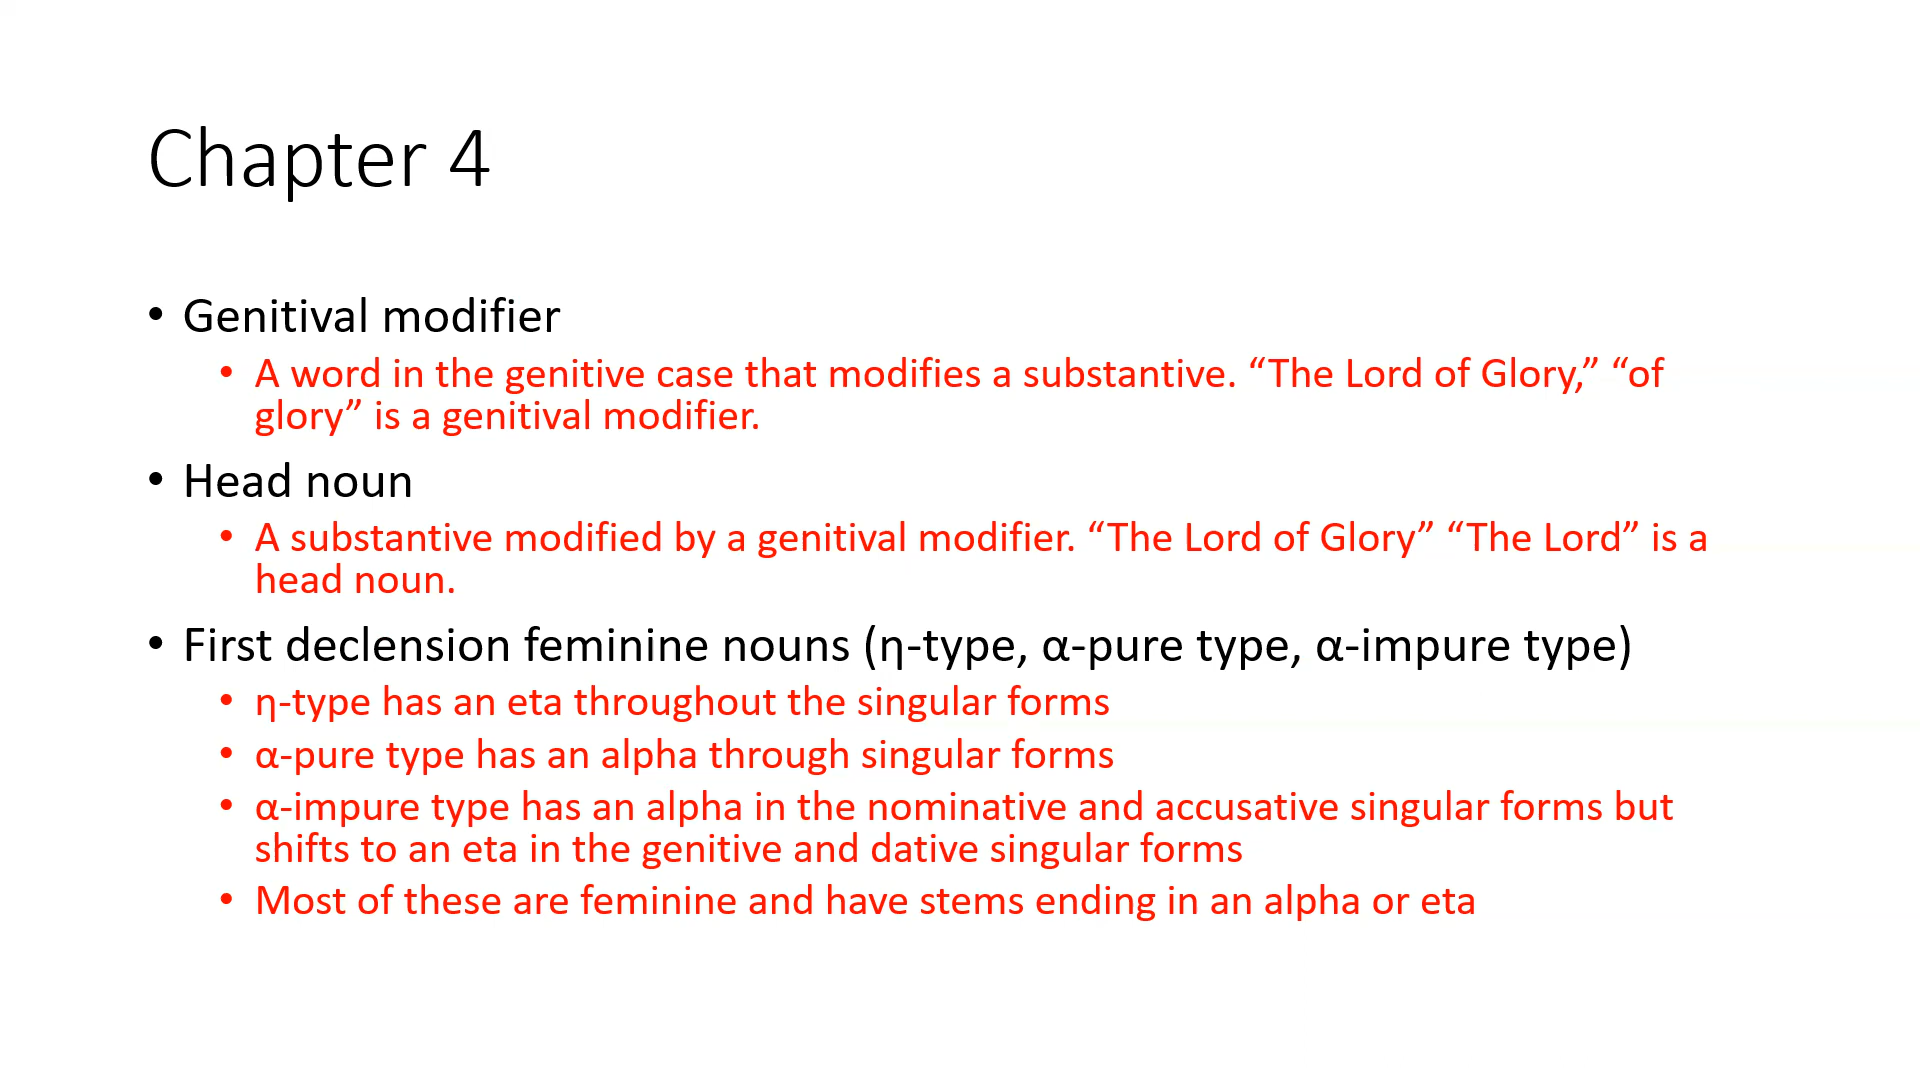 Chapter 4
• Genitival modifier
• A word in the genitive case that modifies a substantive. “The Lord of Glory,” “of
glory” is a genitival modifier.
• Head noun
• A substantive modified by a genitival modifier. “The Lord of Glory” “The Lord” is a
head noun.
• First declension feminine nouns (η-type, α-pure type, α-impure type)
• η-type has an eta throughout the singular forms
• α-pure type has an alpha through singular forms
• α-impure type has an alpha in the nominative and accusative singular forms but
shifts to an eta in the genitive and dative singular forms
• Most of these are feminine and have stems ending in an alpha or eta